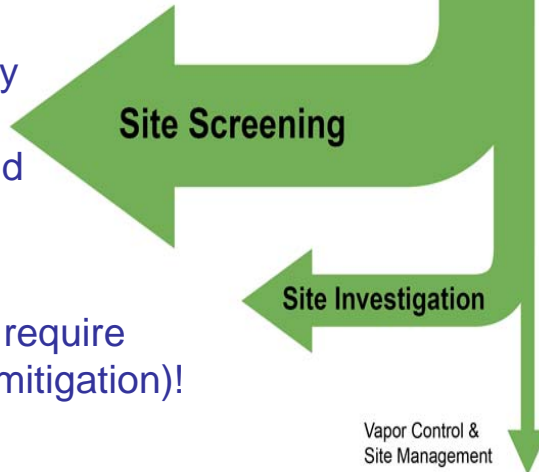 y
Site Screening
d
Site Investigation
require
mitigation)!
Vapor Control &
Site Management